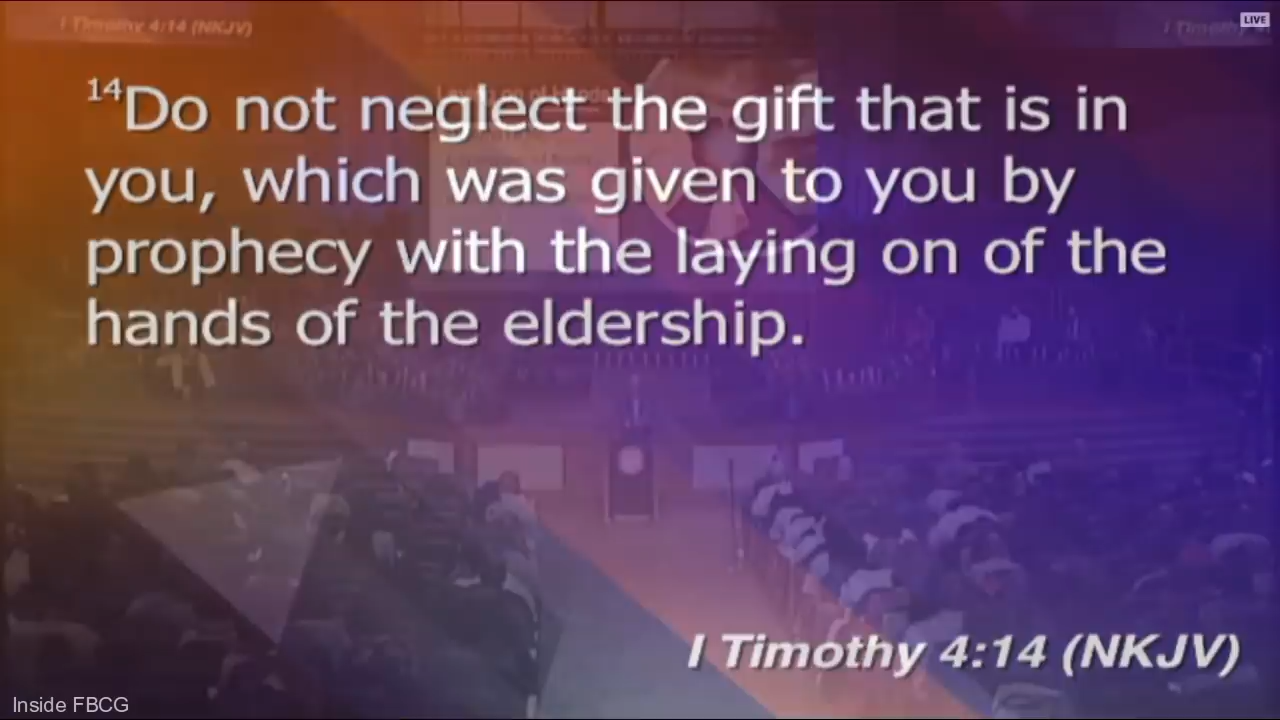 I Timothy 4:14 (NKJV)
I Timothy
LIVE
14Do not neglect the gift that is in
you, which was given to you by
prophecy with the laying on of the
hands of the eldership.
I Timothy 4:14 (NKJV)
Inside FBCG